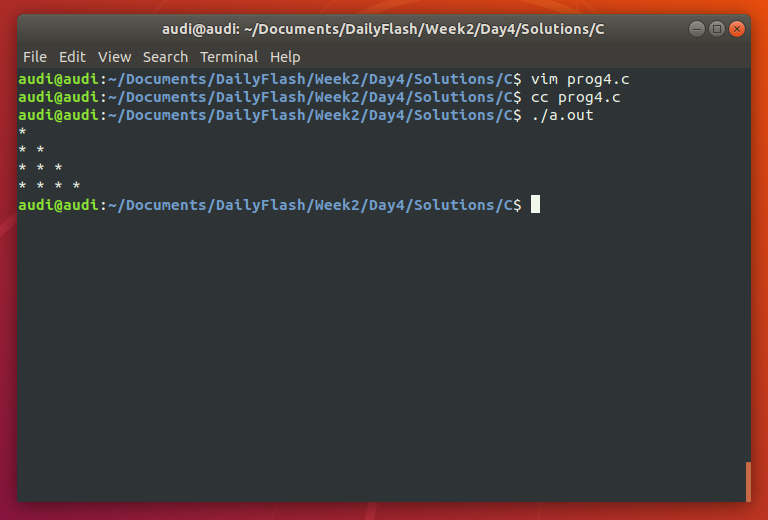 audi@audi: ~/Documents/DailyFlash/Week2/Day4/Solutions/C
File Edit View Search Terminal Help
audi@audi:~/Documents/DailyFlash/Week2/Day4/Solutions/C$ vim prog4.c
audi@audi:~/Documents/DailyFlash/Week2/Day4/Solutions/C$ cc prog4.c
audi@audi:~/Documents/DailyFlash/Week2/Day4/Solutions/C$ ./a.out
*
* *
* * *
* * * *
audi@audi:~/Documents/DailyFlash/Week2/Day4/Solutions/C$